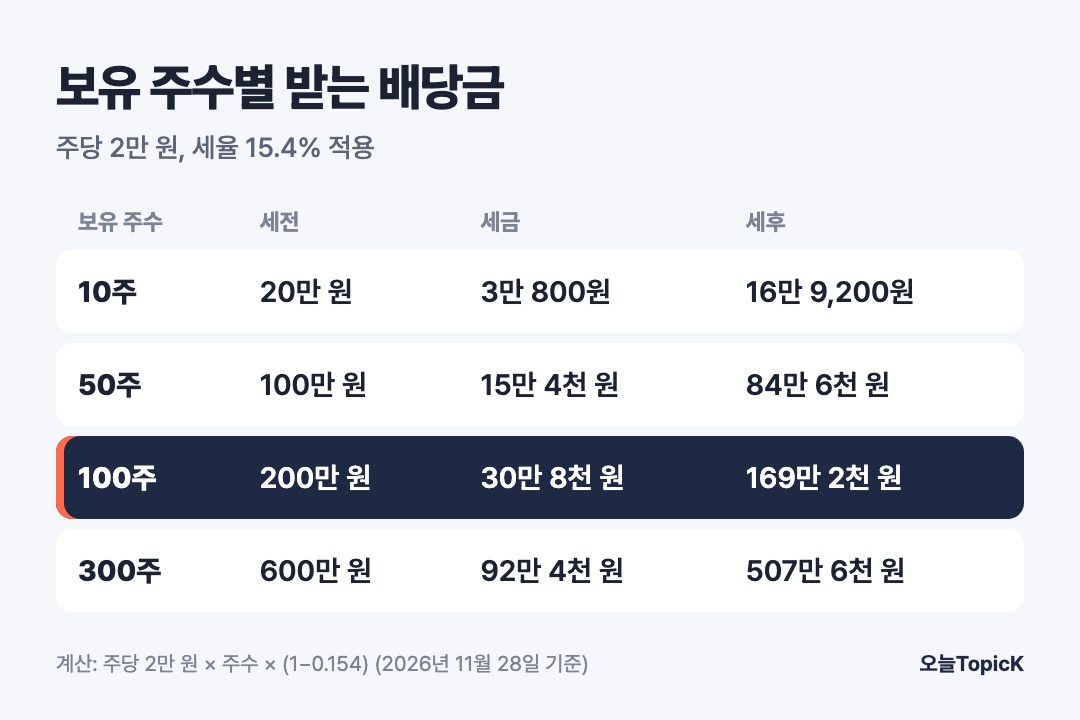 보유 주수별 받는 배당금
주당 2만 원, 세율 15.4% 적용
보유 주수 세전 세금 세후
10주 20만 원 3만 800원 16만 9,200원
50주 100만 원 15만 4천 원 84만 6천 원
100주 200만 원 30만 8천 원 169만 2천 원
300주 600만 원 92만 4천 원 507만 6천 원
계산: 주당 2만 원 × 주수 × (1−0.154) (2026년 11월 28일 기준) 오늘TopicK